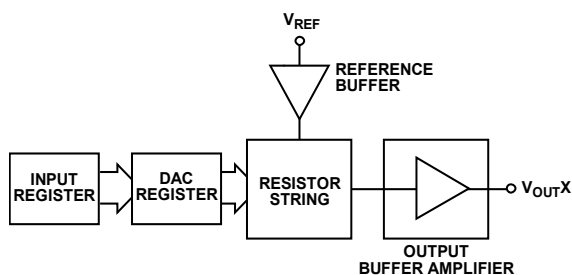 VREF
REFERENCE
BUFFER
INPUT
REGISTER
DAC
REGISTER
RESISTOR
STRING
VOUTX
OUTPUT
BUFFER AMPLIFIER